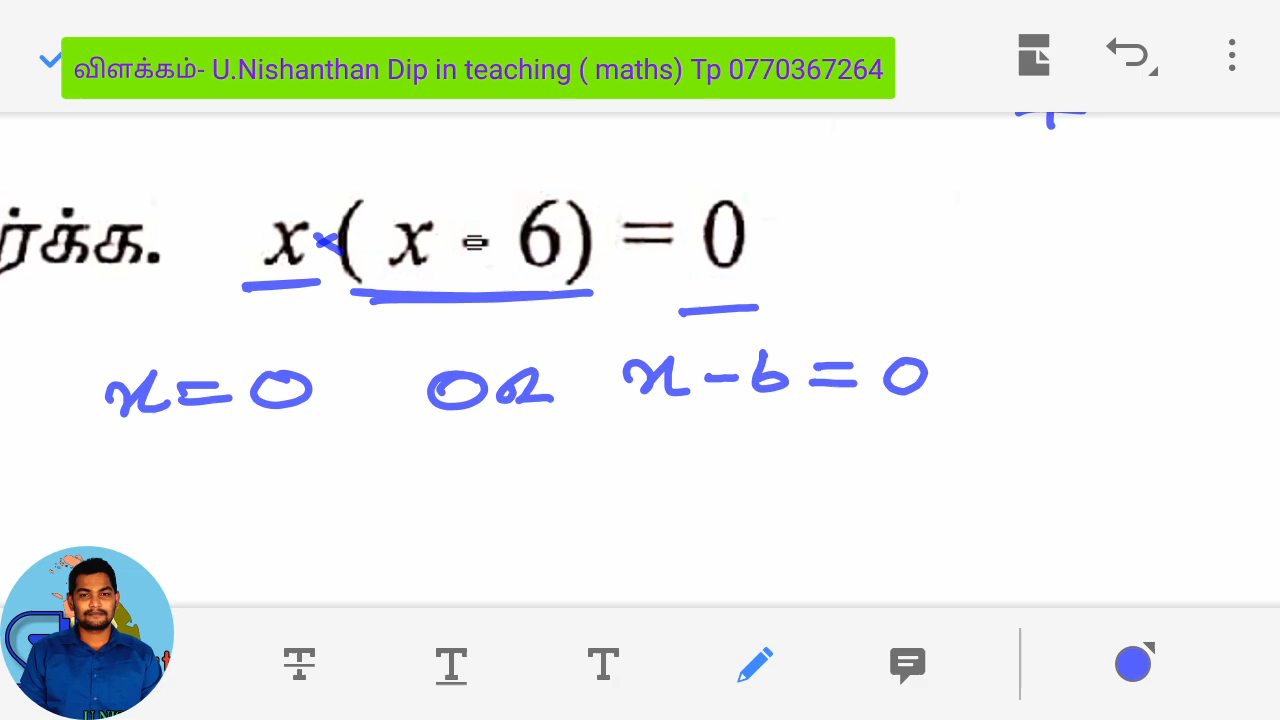 விளக்கம்- U.Nishanthan Dip in teaching ( maths) Tp 0770367264
x × ( x - 6) = 0
x = 0 OR x - 6 = 0